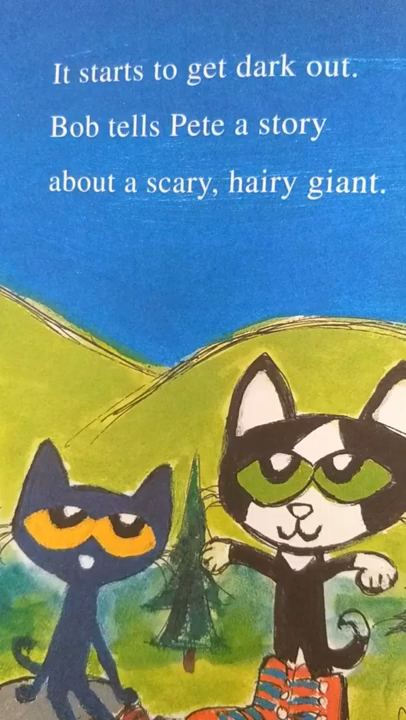 It starts to get dark out.
Bob tells Pete a story
about a scary, hairy giant.